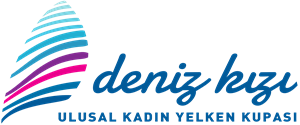 deniz kızı
ULUSAL KADIN YELKEN KUPASI